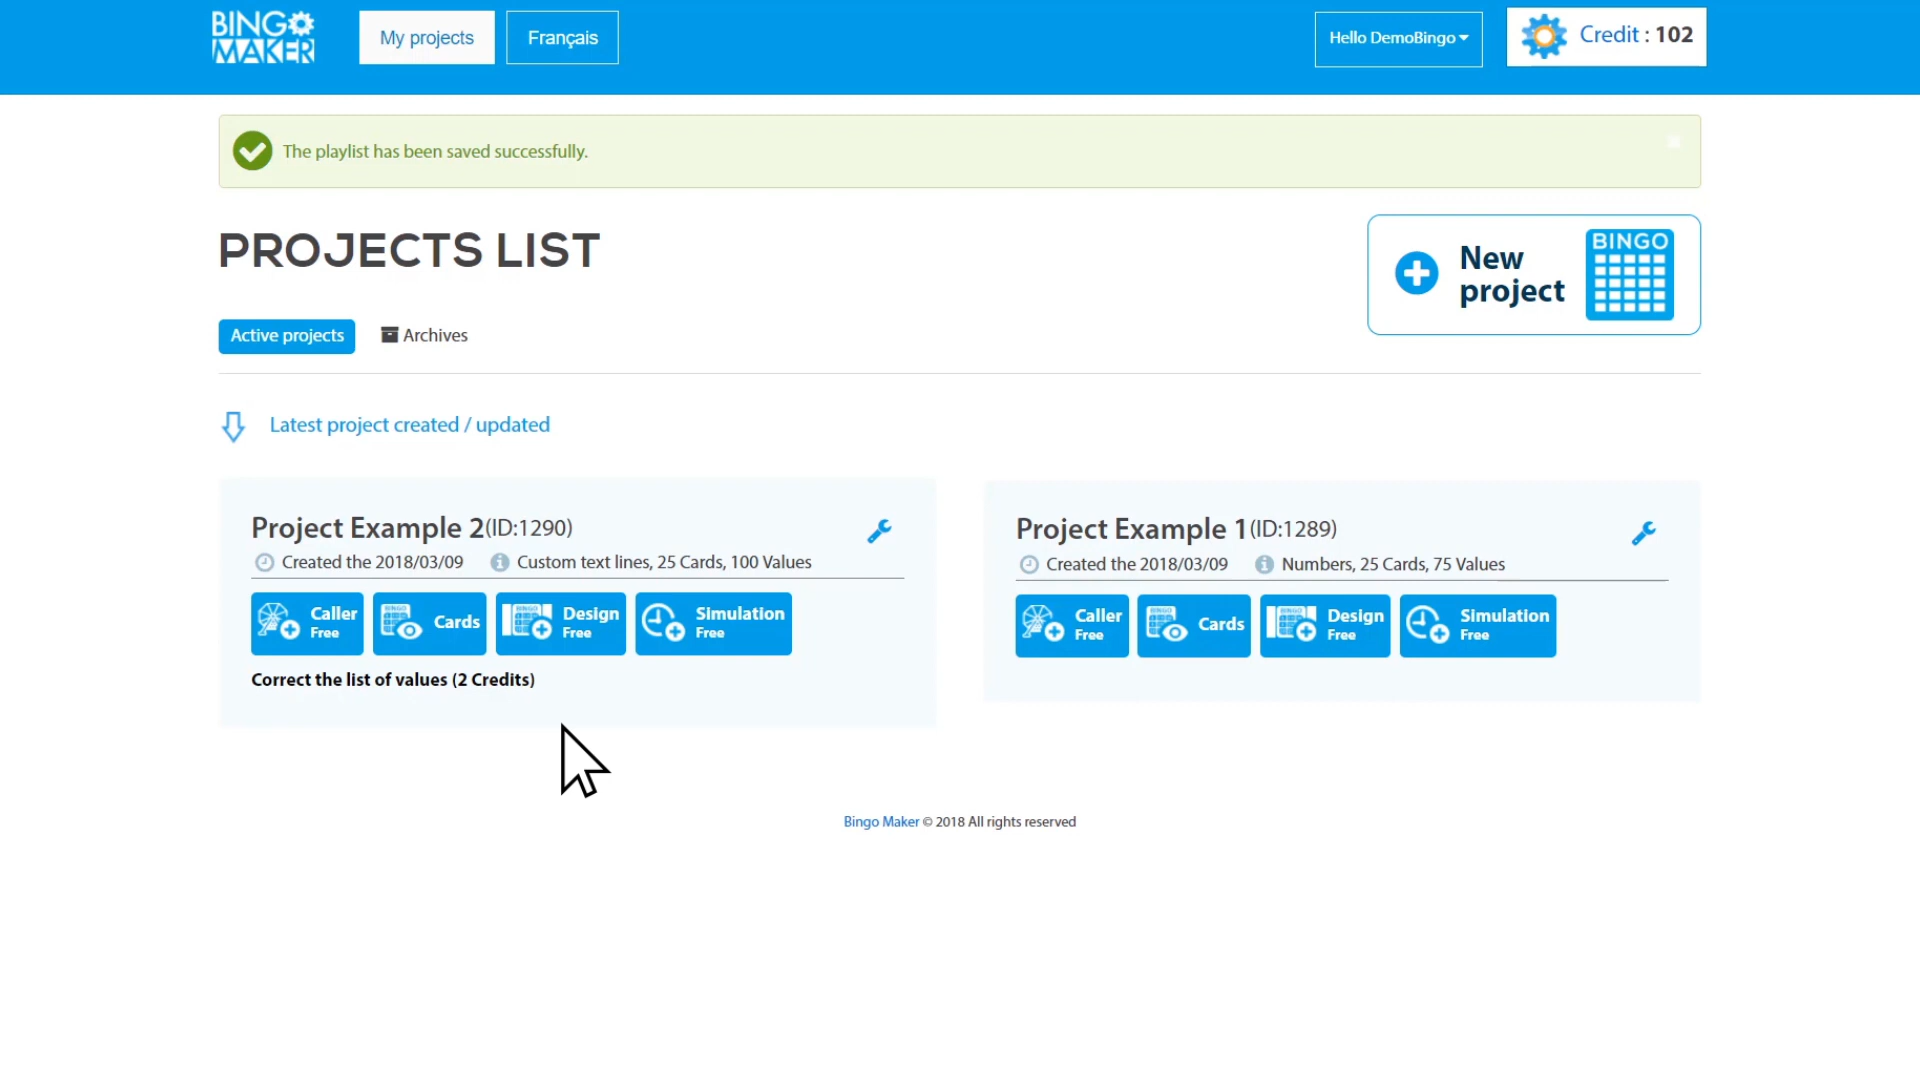 BINGO
MAKER
My projects
Français
Hello DemoBingo
Credit : 102
The playlist has been saved successfully.
PROJECTS LIST
New
project
BINGO
Active projects
Archives
Latest project created / updated
Project Example 2(ID:1290)
Created the 2018/03/09
Custom text lines, 25 Cards, 100 Values
Caller
Free
BINGO
Cards
BINGO
Design
Free
Simulation
Free
Correct the list of values (2 Credits)
Project Example 1(ID:1289)
Created the 2018/03/09
Numbers, 25 Cards, 75 Values
Caller
Free
BINGO
Cards
BINGO
Design
Free
Simulation
Free
Bingo Maker © 2018 All rights reserved